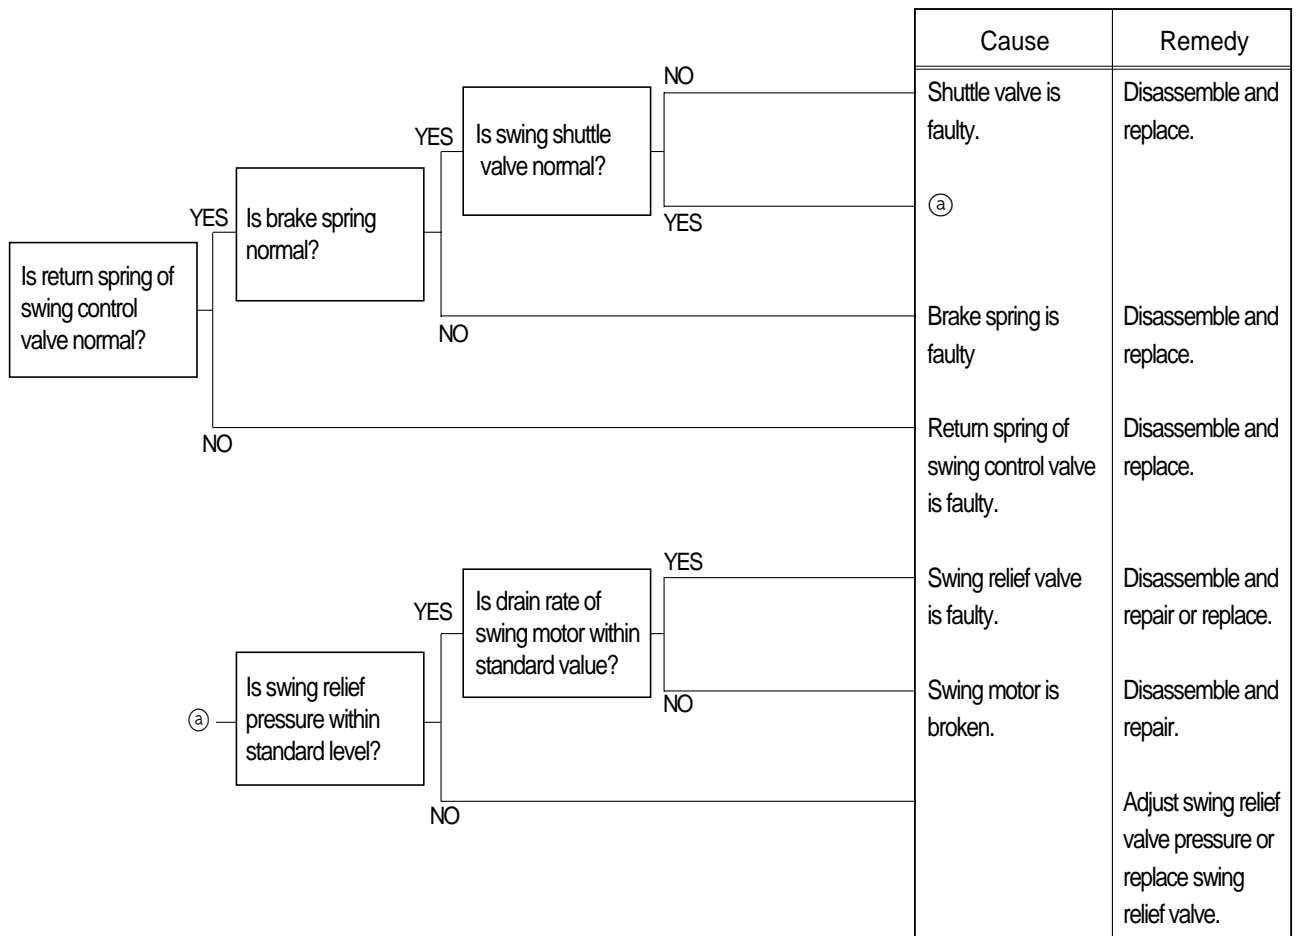 Cause
Remedy
NO
Shuttle valve is
faulty.
Disassemble and
replace.
YES
Is swing shuttle
valve normal?
YES
ⓐ
YES
Is brake spring
normal?
Is return spring of
swing control
valve normal?
NO
Brake spring is
faulty
Disassemble and
replace.
NO
Return spring of
swing control valve
is faulty.
Disassemble and
replace.
YES
Swing relief valve
is faulty.
Disassemble and
repair or replace.
YES
Is drain rate of
swing motor within
standard value?
NO
Swing motor is
broken.
Disassemble and
repair.
ⓐ
Is swing relief
pressure within
standard level?
NO
Adjust swing relief
valve pressure or
replace swing
relief valve.